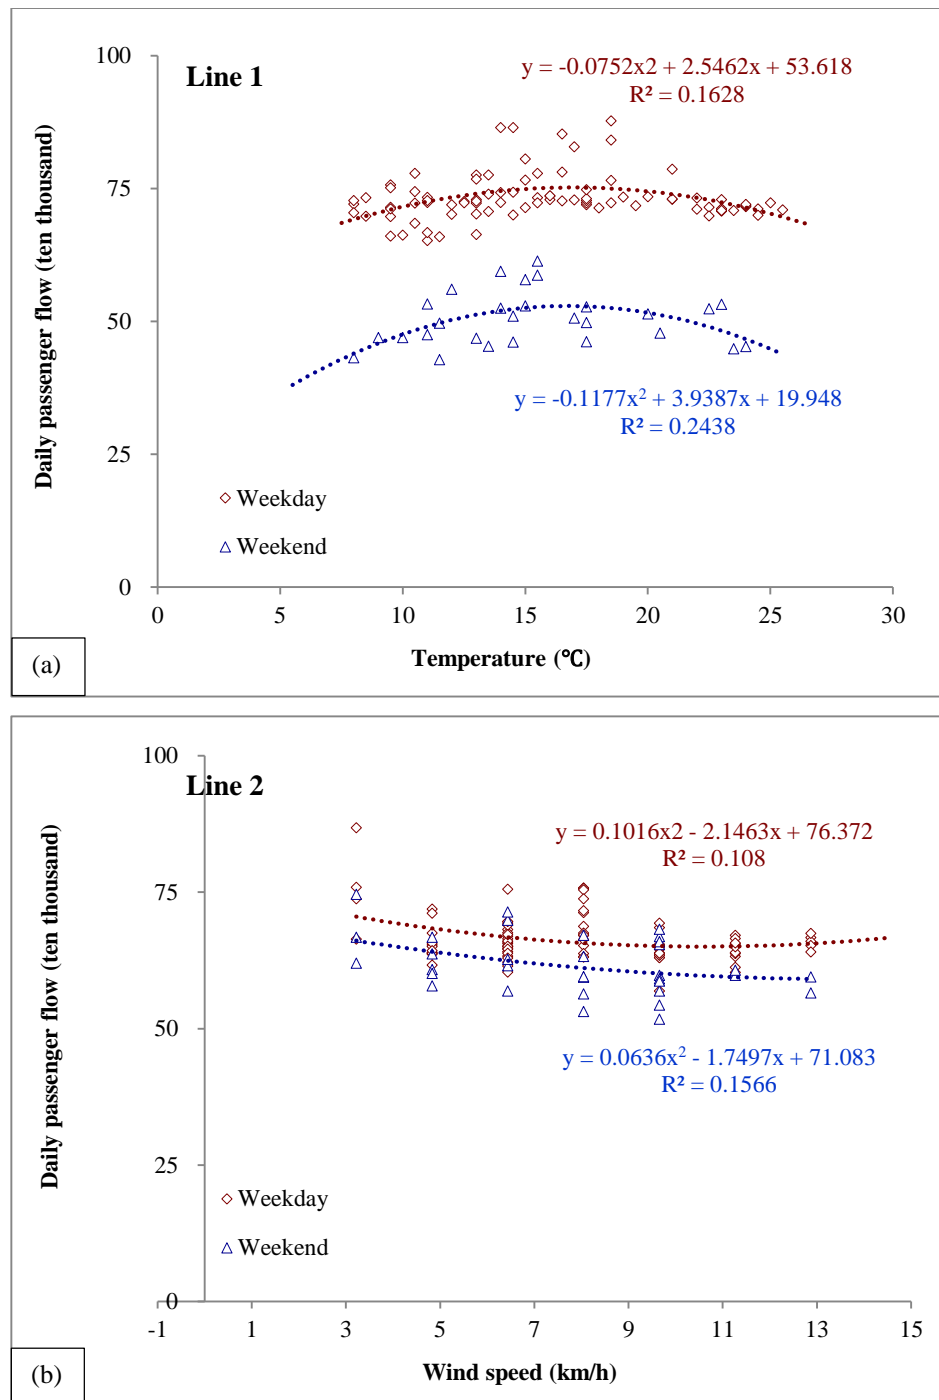 Line 1
y = -0.0752x2 + 2.5462x + 53.618
R² = 0.1628
100
75
50
25
0
Daily passenger flow (ten thousand)
y = -0.1177x² + 3.9387x + 19.948
R² = 0.2438
Weekday
Weekend
0 5 10 15 20 25 30
Temperature (℃)
(a)
Line 2
y = 0.1016x2 - 2.1463x + 76.372
R² = 0.108
100
75
50
25
0
Daily passenger flow (ten thousand)
y = 0.0636x² - 1.7497x + 71.083
R² = 0.1566
Weekday
Weekend
-1 1 3 5 7 9 11 13 15
Wind speed (km/h)
(b)